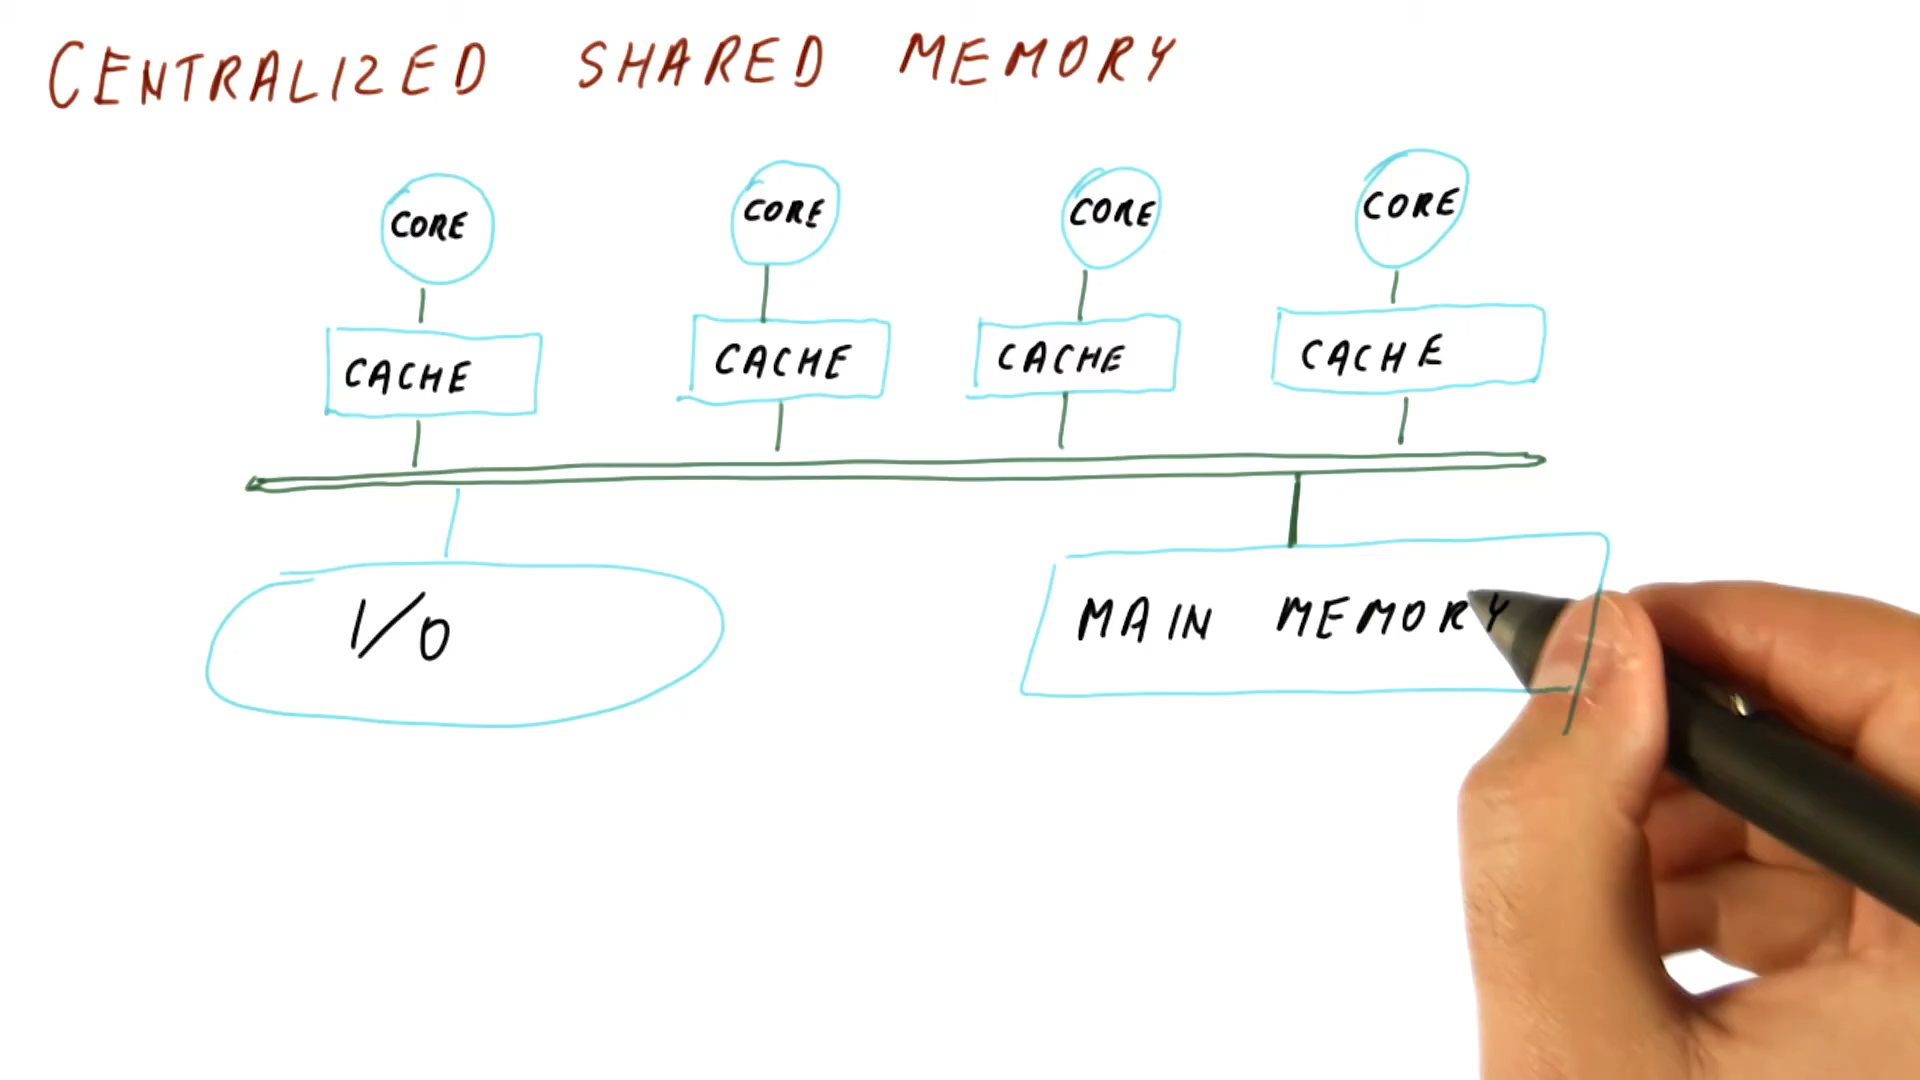 CENTRALIZED SHARED MEMORY
CORE CORE CORE CORE
CACHE CACHE CACHE CACHE
I/O MAIN MEMORY